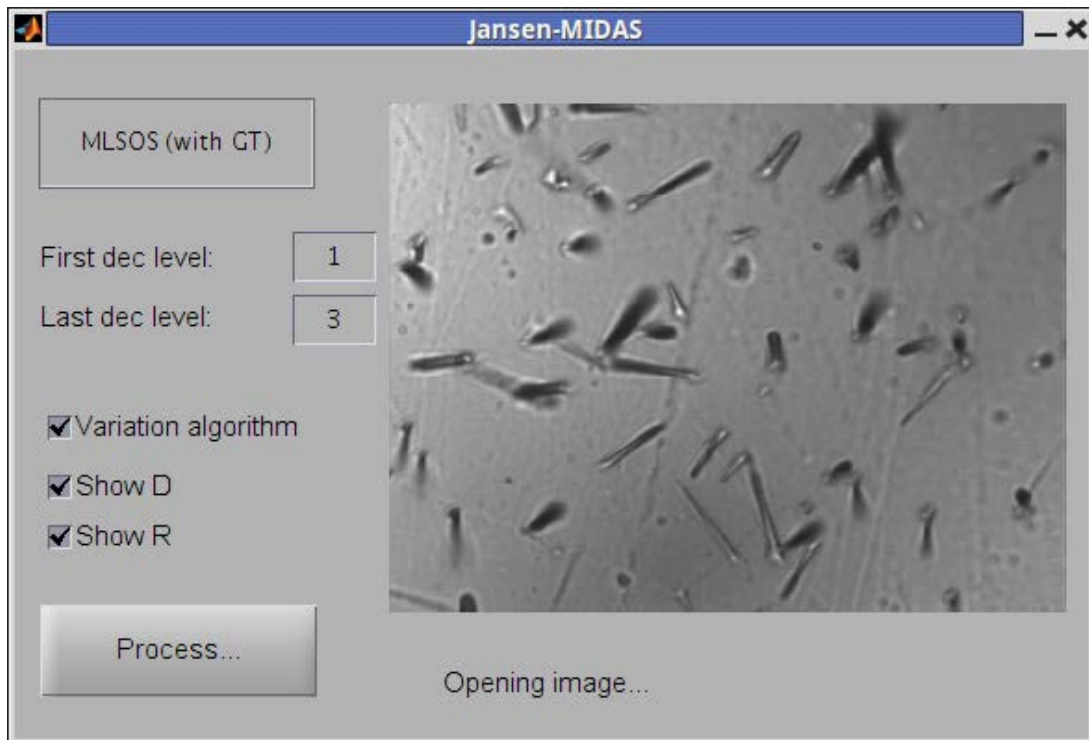 Jansen-MIDAS
MLSOS (with GT)
First dec level: 1
Last dec level: 3
Variation algorithm
Show D
Show R
Process...
Opening image...